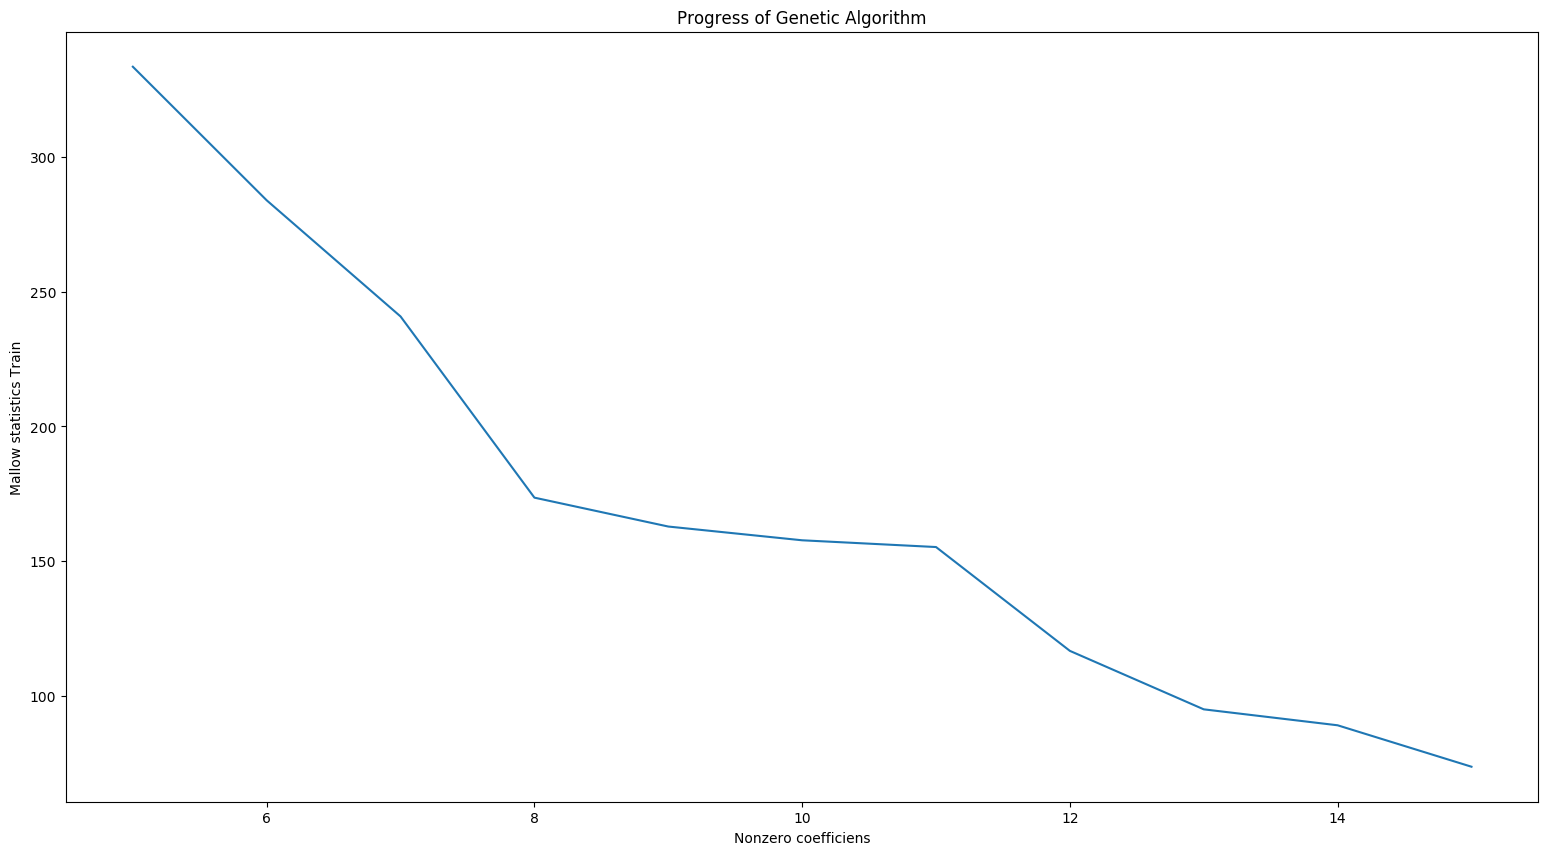 Progress of Genetic Algorithm
300
250
200
150
100
Mallow statistics Train
6 8 10 12 14
Nonzero coefficiens